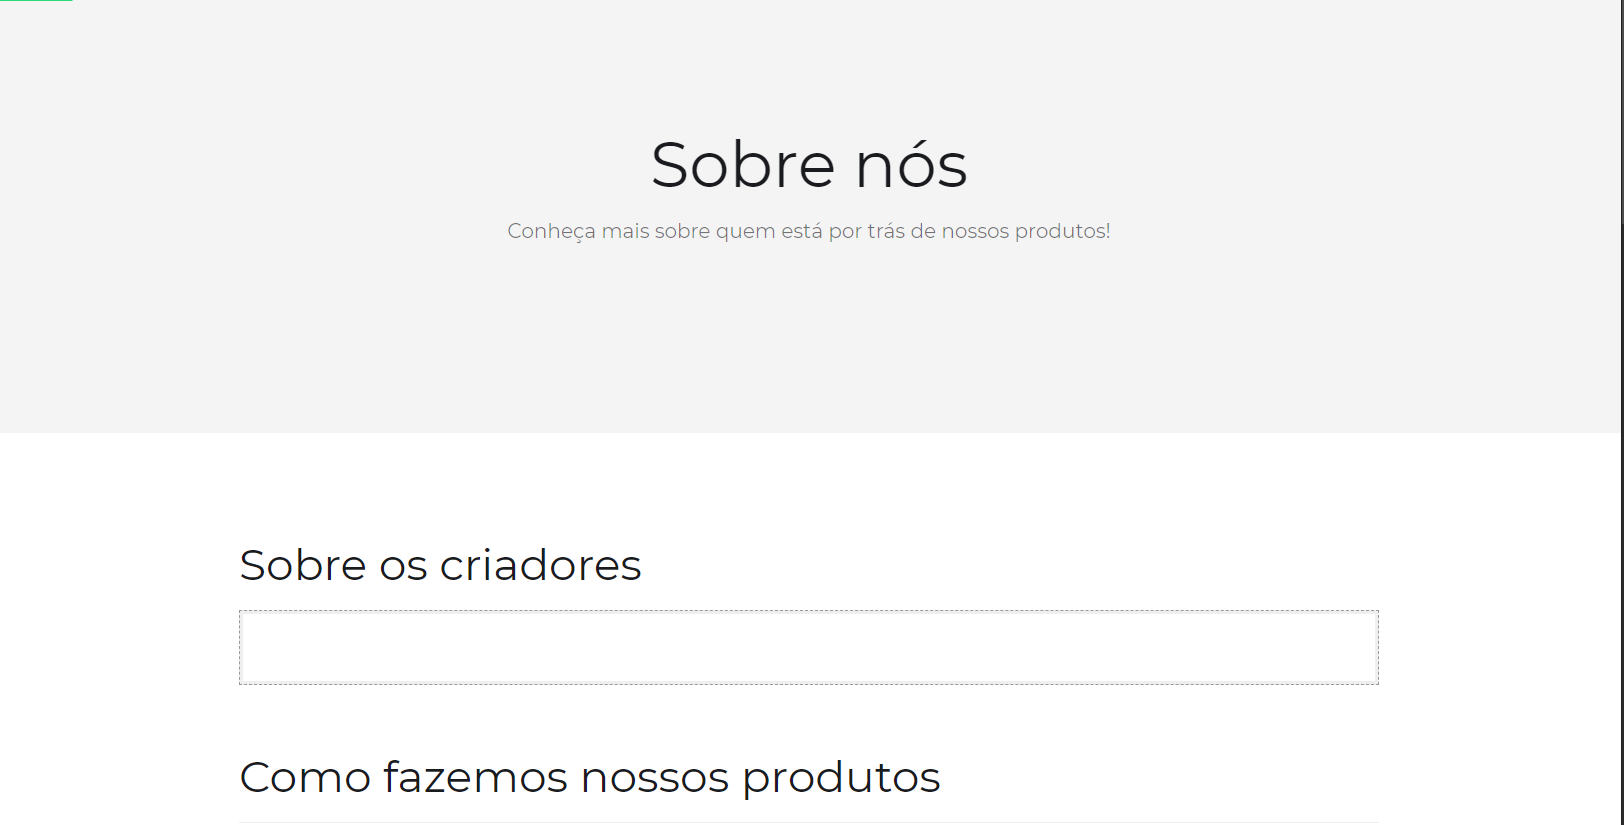 Sobre nós
Conheça mais sobre quem está por trás de nossos produtos!
Sobre os criadores
Como fazemos nossos produtos